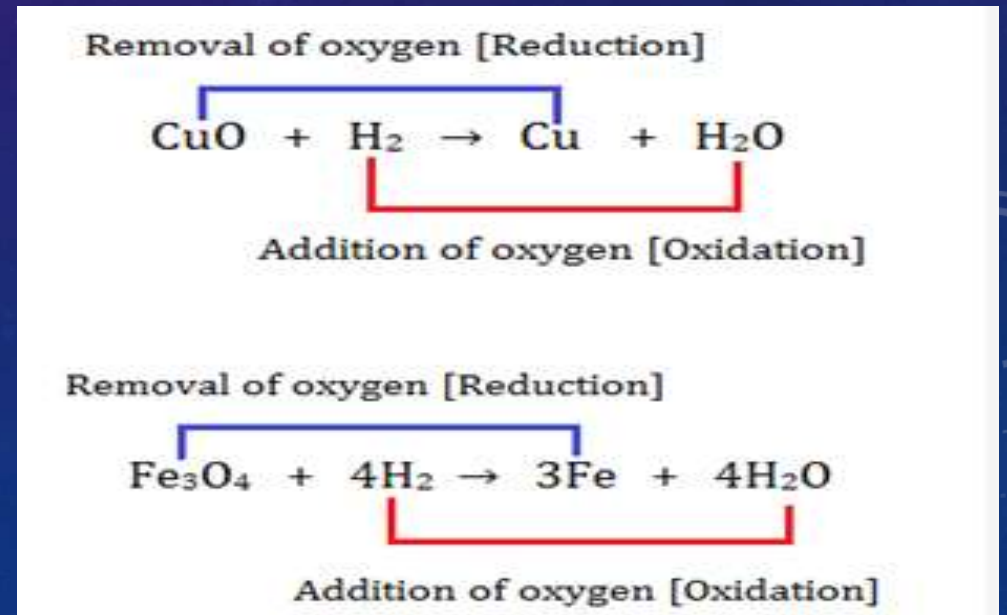 Removal of oxygen [Reduction]
CuO + H₂ → Cu + H₂O
Addition of oxygen [Oxidation]
Removal of oxygen [Reduction]
Fe₃O₄ + 4H₂ → 3Fe + 4H₂O
Addition of oxygen [Oxidation]